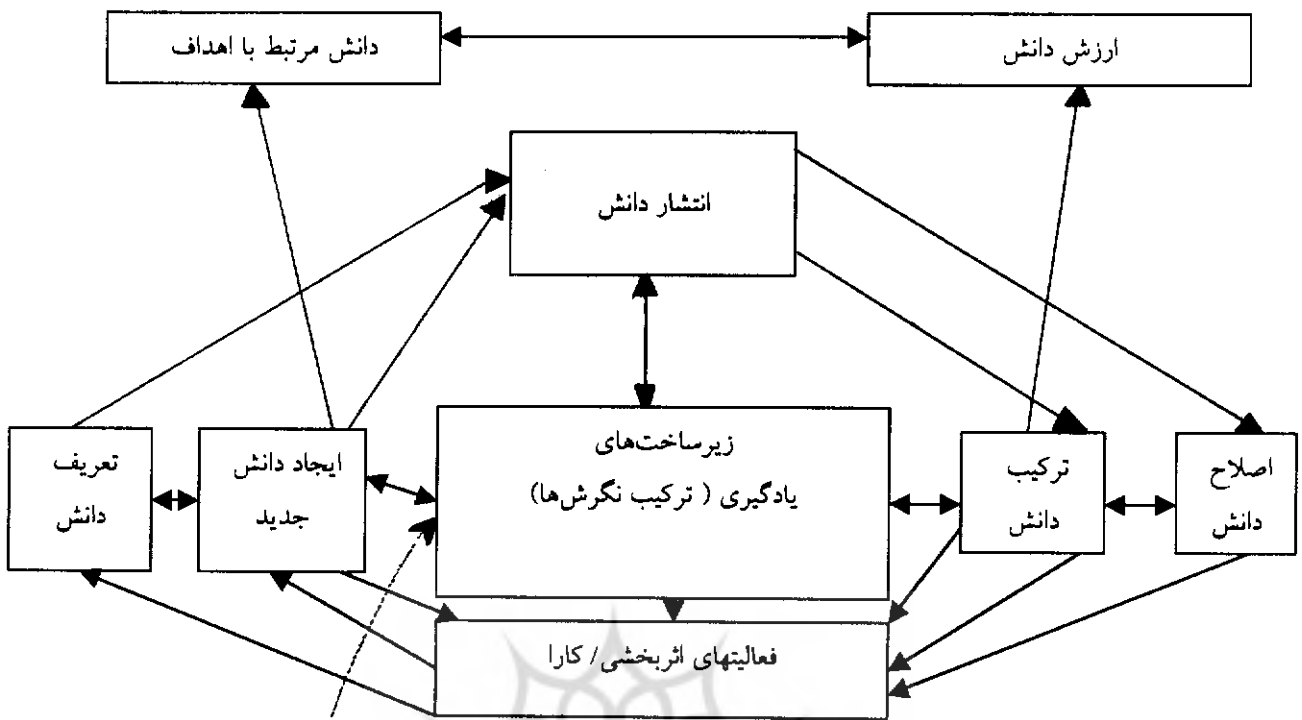 ارزش دانش
دانش مرتبط با اهداف
انتشار دانش
اصلاح
دانش
ترکیب
دانش
زیرساخت‌های
یادگیری ( ترکیب نگرش‌ها)
ایجاد دانش
جدید
تعریف
دانش
فعالیتهای اثربخشی/ کارا